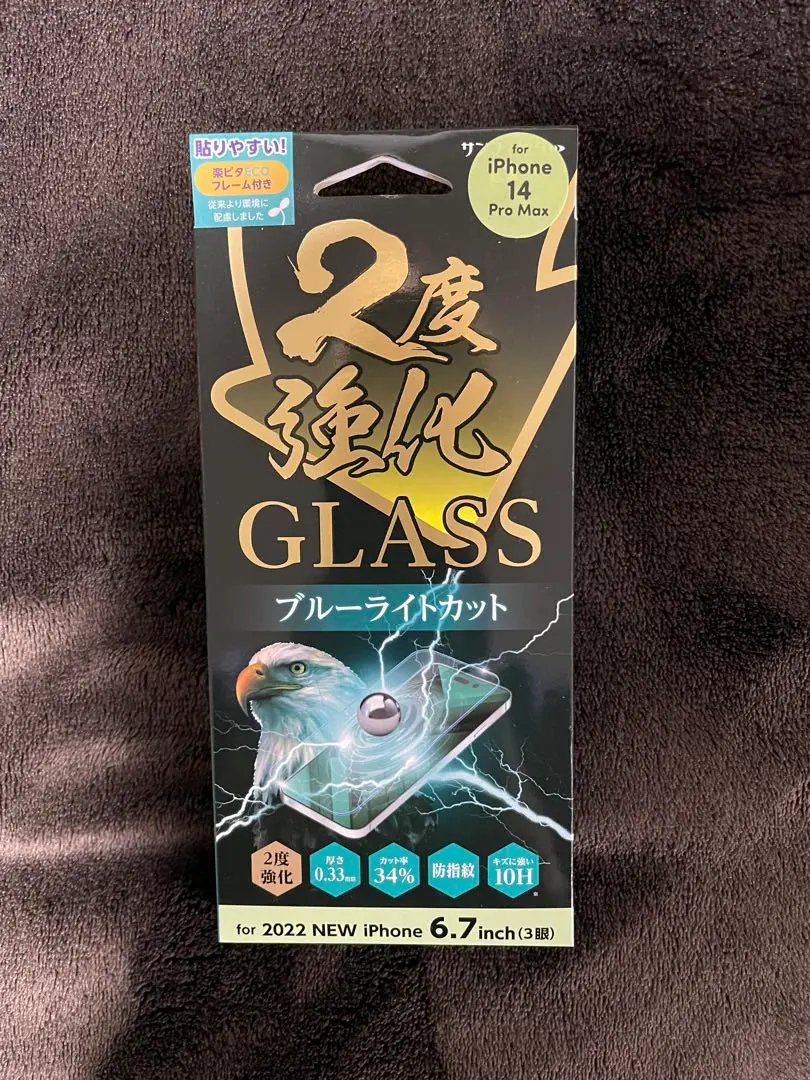 貼りやすい!
楽ピタECO
フレーム付き
従来より環境に
配慮しました
for
iPhone
14
Pro Max
2度
強化
GLASS
ブルーライトカット
2度
強化
厚さ
0.33mm
カット率
34%
防指紋
キズに強い
10H
※
for 2022 NEW iPhone 6.7inch(3眼)